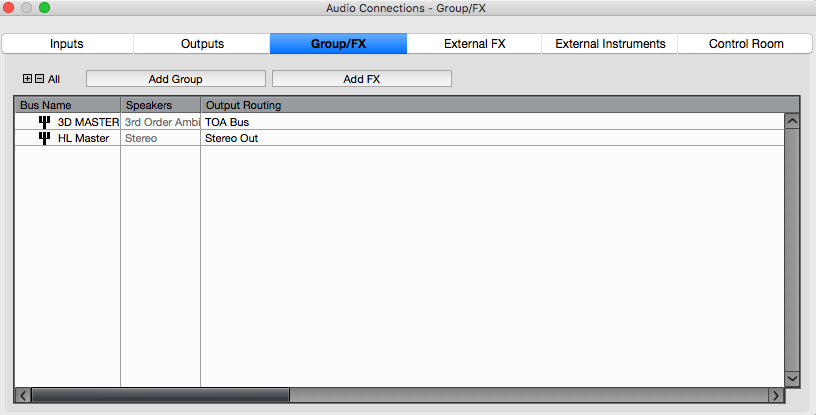 Audio Connections - Group/FX
Inputs Outputs Group/FX External FX External Instruments Control Room
All Add Group Add FX
Bus Name Speakers Output Routing
3D MASTER 3rd Order Ambi TOA Bus
HL Master Stereo Stereo Out